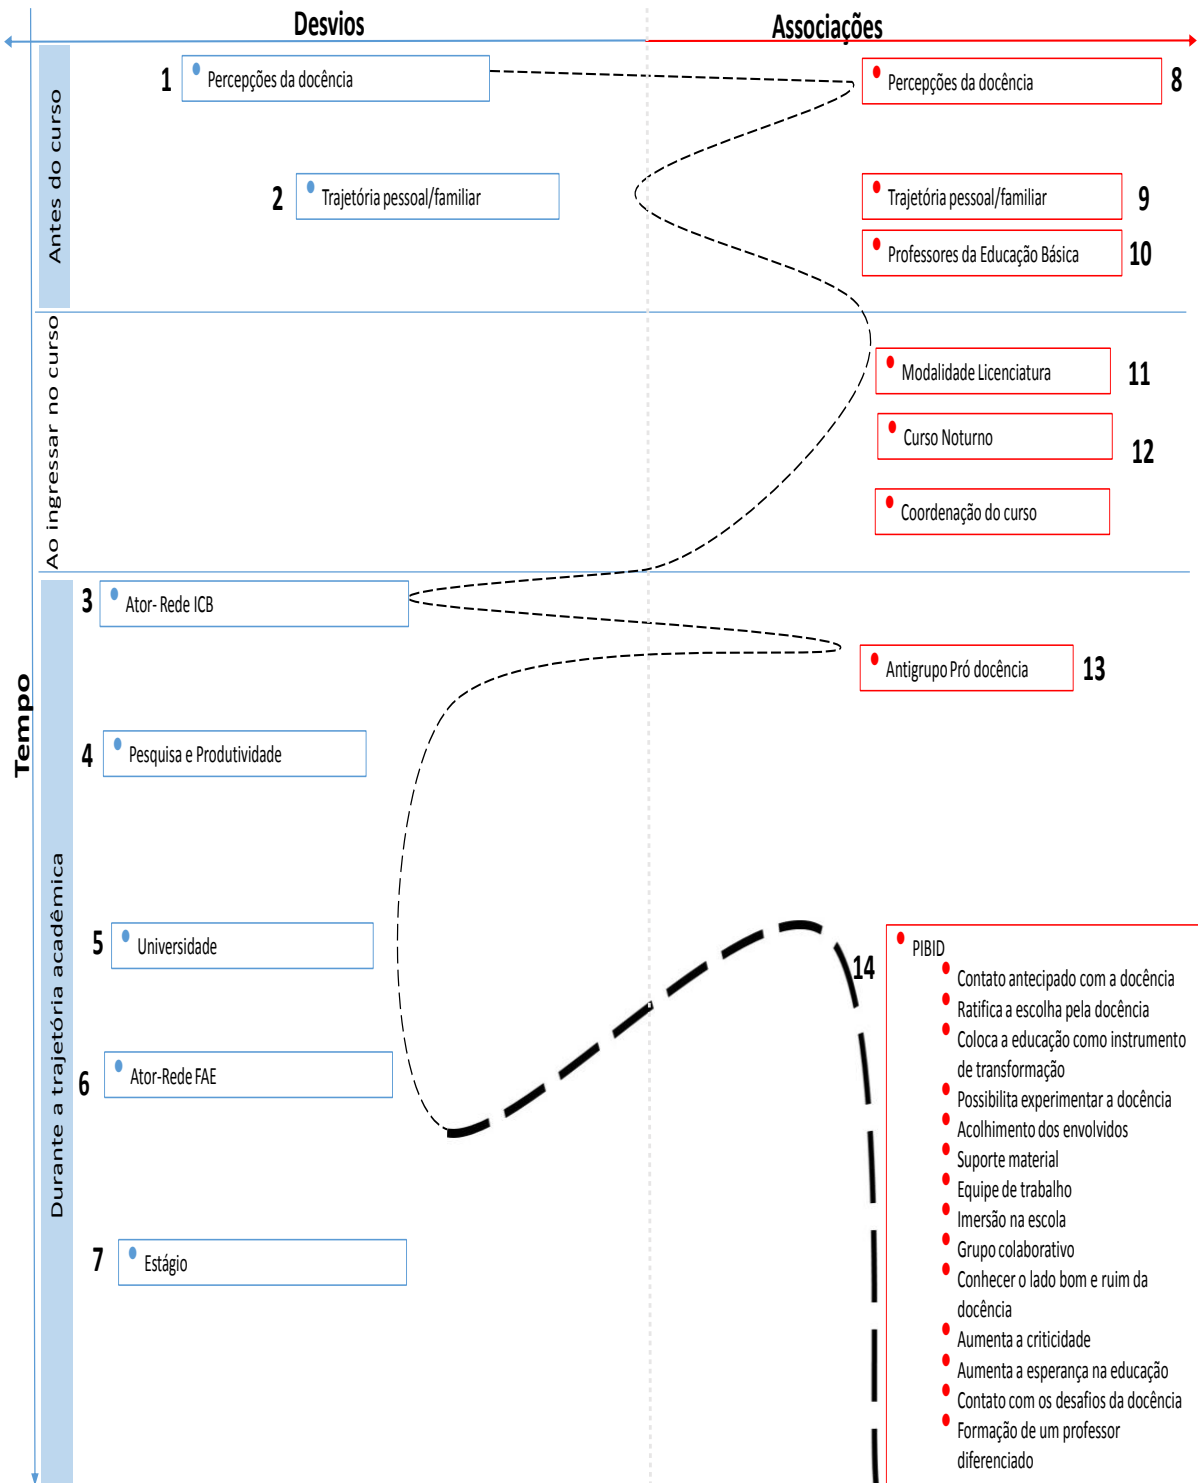 Desvios
Associações
1
Percepções da docência
Percepções da docência
8
2
Trajetória pessoal/familiar
Trajetória pessoal/familiar
9
Professores da Educação Básica
10
Antes do curso
Modalidade Licenciatura
11
Curso Noturno
12
Coordenação do curso
Ao ingressar no curso
3
Ator- Rede ICB
Antigrupo Pró docência
13
Tempo
4
Pesquisa e Produtividade
5
Universidade
6
Ator-Rede FAE
7
Estágio
Durante a trajetória acadêmica
14
PIBID
Contato antecipado com a docência
Ratifica a escolha pela docência
Coloca a educação como instrumento
de transformação
Possibilita experimentar a docência
Acolhimento dos envolvidos
Suporte material
Equipe de trabalho
Imersão na escola
Grupo colaborativo
Conhecer o lado bom e ruim da
docência
Aumenta a criticidade
Aumenta a esperança na educação
Contato com os desafios da docência
Formação de um professor
diferenciado